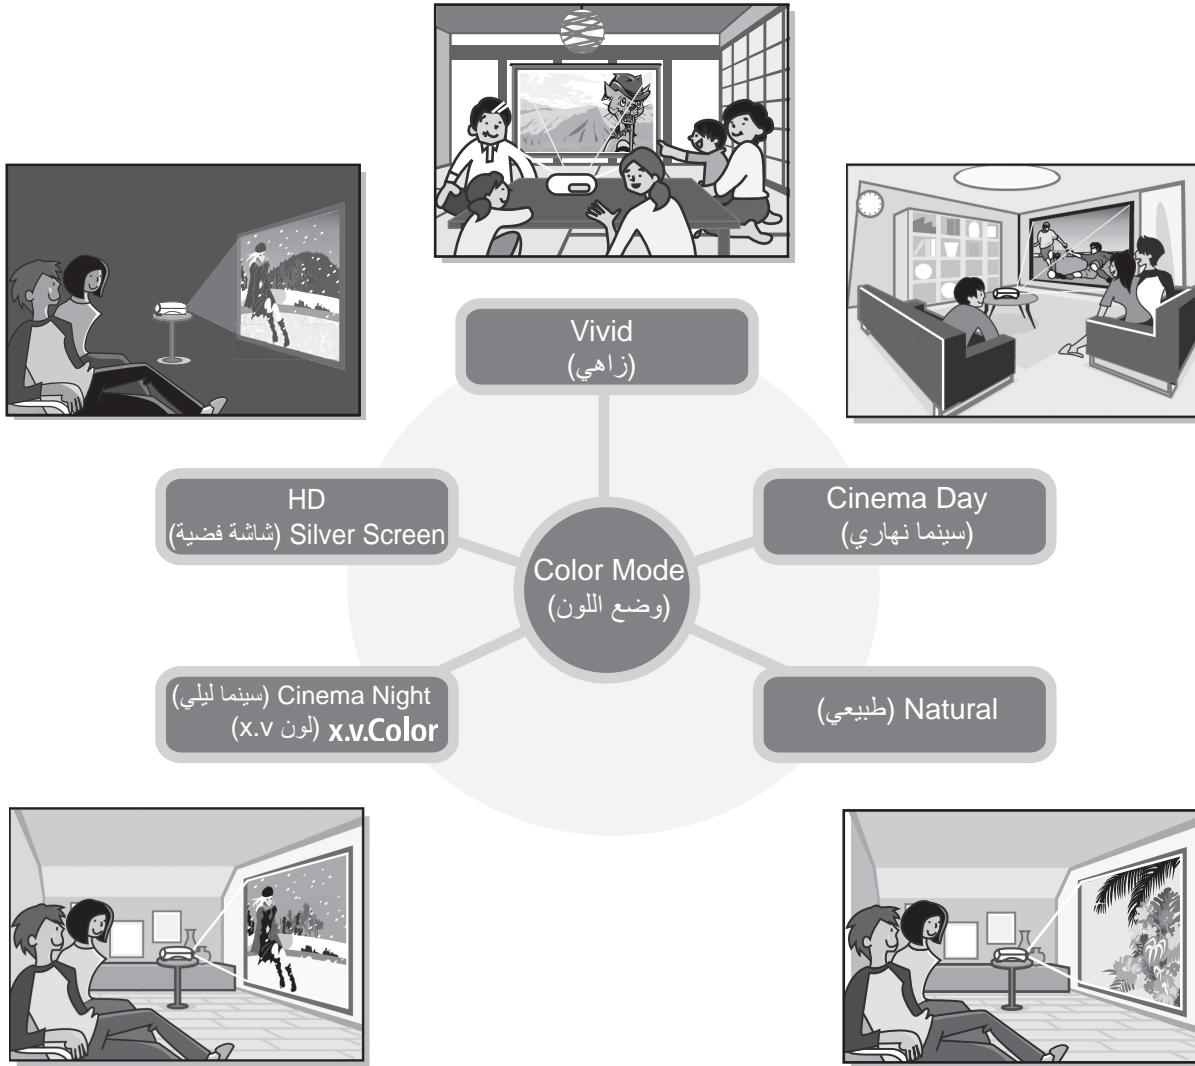 Vivid
(زاهي)
HD
Silver Screen (شاشة فضية)
Cinema Day
(سينما نهاري)
Color Mode
(وضع اللون)
Cinema Night (سينما ليلي)
x.v.Color (لون x.v)
Natural (طبيعي)